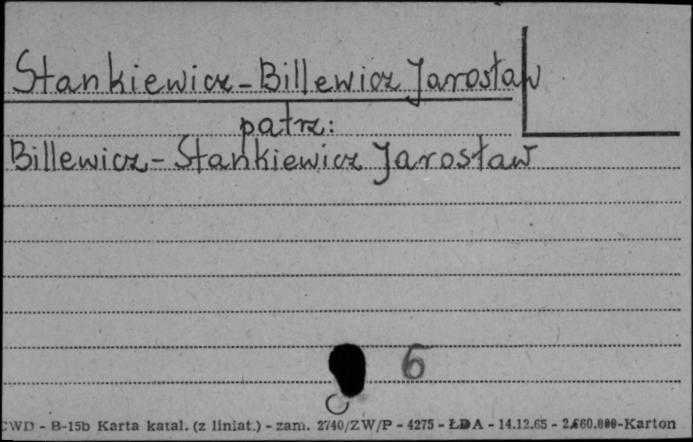 Stankiewicz-Billewicz Jarosław
patrz:
Billewicz-Stankiewicz Jarosław
6
CWD - B-15b Karta katal. (z liniat.) - zam. 2740/ZW/P - 4275 - ŁDA - 14.12.65 - 2.660.000-Karton